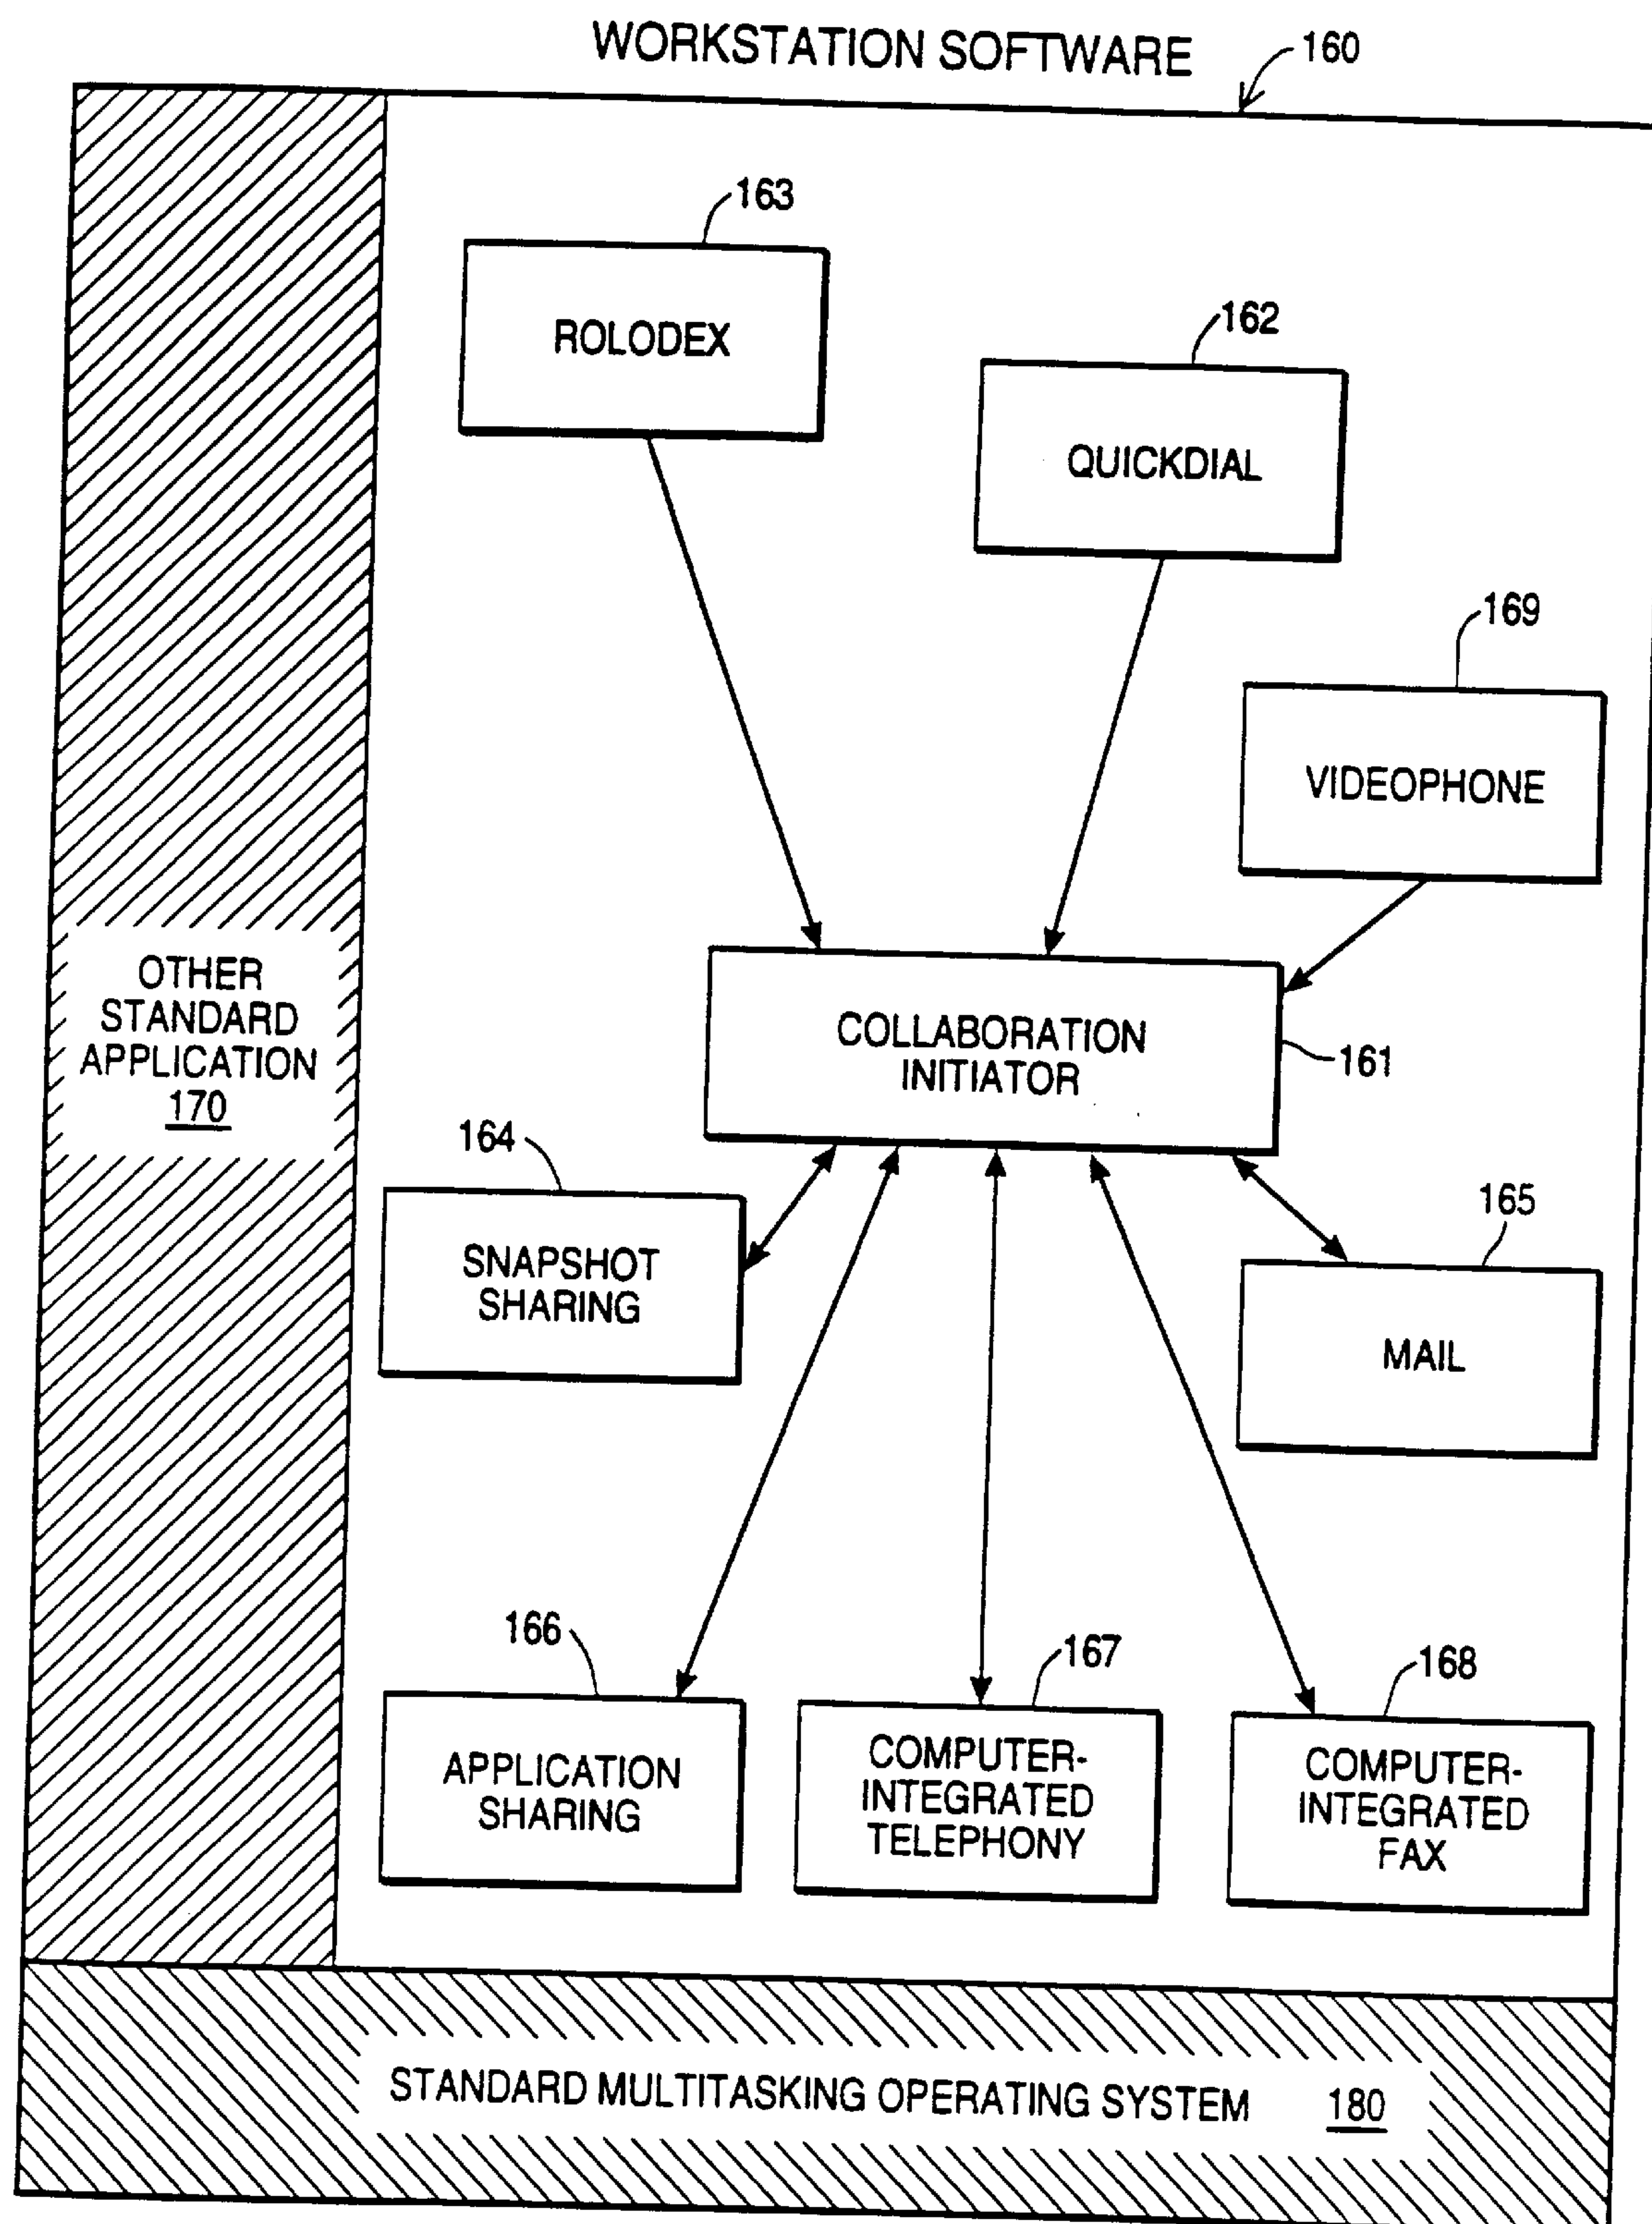 WORKSTATION SOFTWARE
160
163
ROLODEX
162
QUICKDIAL
169
VIDEOPHONE
OTHER
STANDARD
APPLICATION
170
COLLABORATION
INITIATOR
161
164
SNAPSHOT
SHARING
165
MAIL
166
APPLICATION
SHARING
167
COMPUTER-
INTEGRATED
TELEPHONY
168
COMPUTER-
INTEGRATED
FAX
STANDARD MULTITASKING OPERATING SYSTEM 180